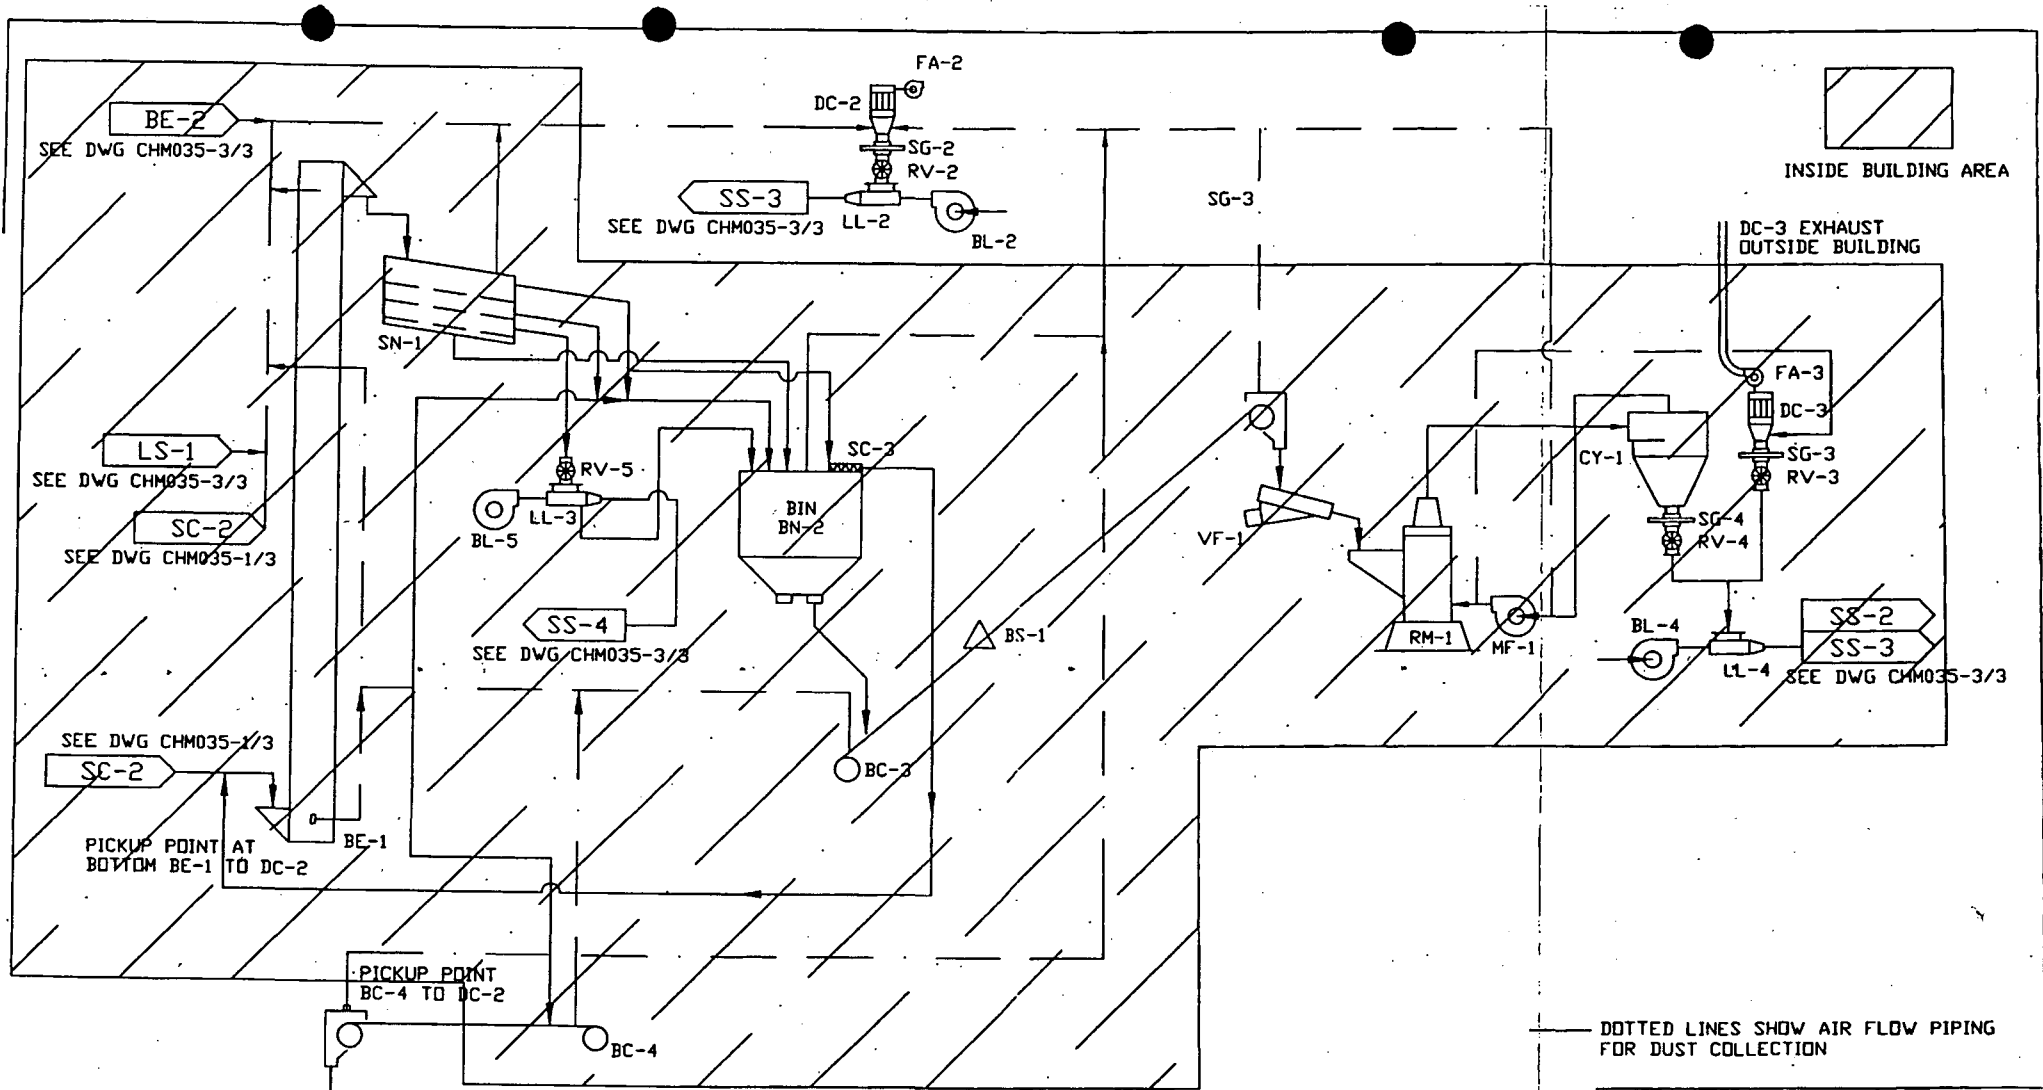 FA-2
DC-2
BE-2
SEE DWG CHM035-3/3
SG-2
RV-2
INSIDE BUILDING AREA
SS-3
SEE DWG CHM035-3/3
LL-2
BL-2
SG-3
DC-3 EXHAUST
OUTSIDE BUILDING
SN-1
FA-3
DC-3
LS-1
SEE DWG CHM035-3/3
RV-5
SC-3
CY-1
SG-3
RV-3
SC-2
SEE DWG CHM035-1/3
LL-3
BL-5
BIN
BN-2
VF-1
SG-4
RV-4
SS-4
SEE DWG CHM035-3/3
BS-1
RM-1
MF-1
BL-4
LL-4
SS-2
SS-3
SEE DWG CHM035-3/3
SEE DWG CHM035-1/3
SC-2
BC-3
PICKUP POINT AT
BOTTOM BE-1 TO DC-2
BE-1
PICKUP POINT
BC-4 TO DC-2
BC-4
DOTTED LINES SHOW AIR FLOW PIPING
FOR DUST COLLECTION